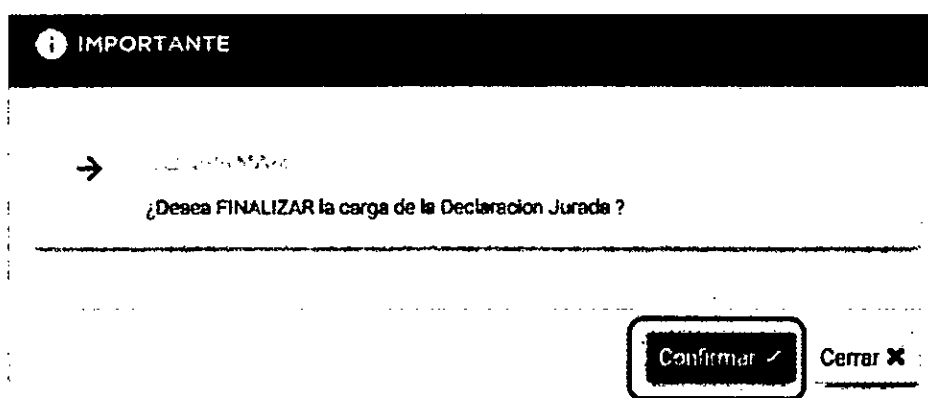 IMPORTANTE
¿Desea FINALIZAR la carga de la Declaracion Jurada ?
Confirmar ✓ Cerrar ✖